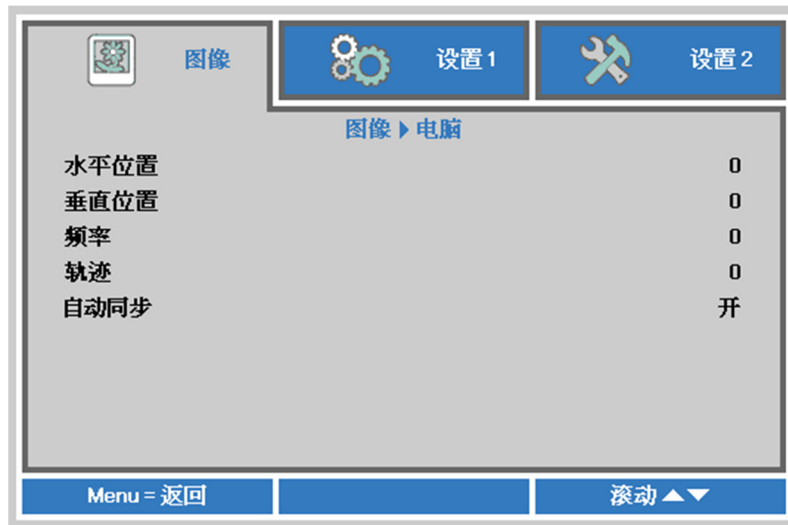 图像 设置1 设置2
图像▶电脑
水平位置 0
垂直位置 0
频率 0
轨迹 0
自动同步 开
Menu = 返回 滚动▲▼